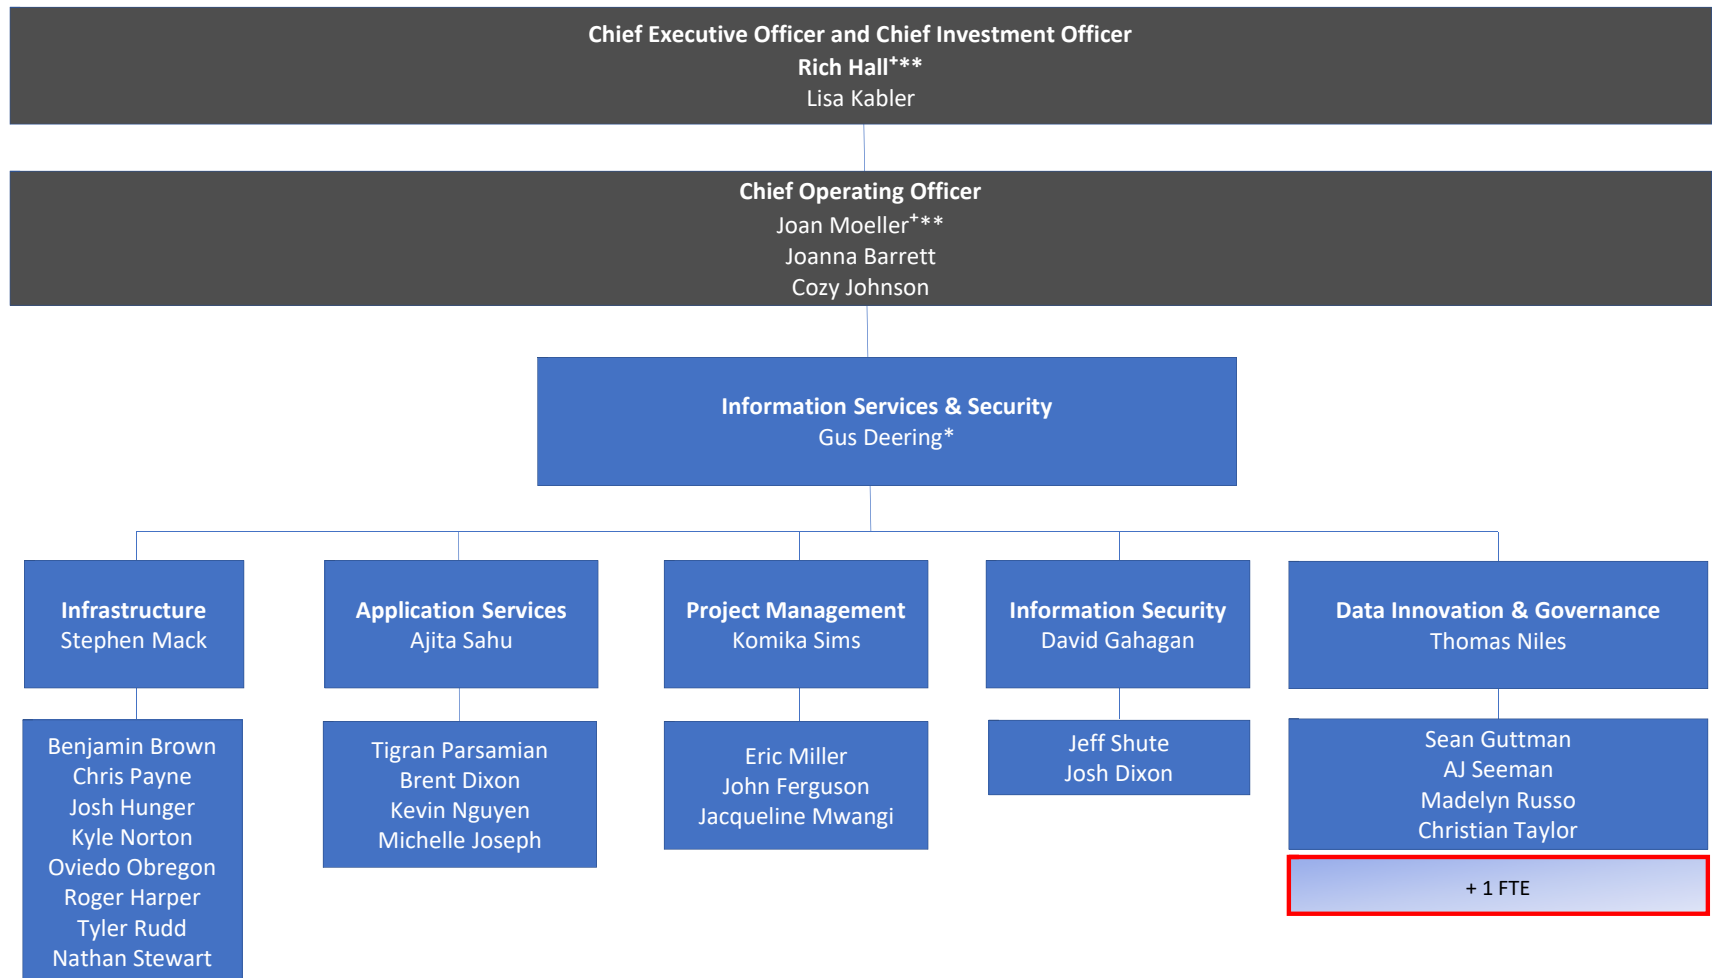 Chief Executive Officer and Chief Investment Officer
Rich Hall⁺**
Lisa Kabler
Chief Operating Officer
Joan Moeller⁺**
Joanna Barrett
Cozy Johnson
Information Services & Security
Gus Deering*
Infrastructure
Stephen Mack
Application Services
Ajita Sahu
Project Management
Komika Sims
Information Security
David Gahagan
Data Innovation & Governance
Thomas Niles
Benjamin Brown
Chris Payne
Josh Hunger
Kyle Norton
Oviedo Obregon
Roger Harper
Tyler Rudd
Nathan Stewart
Tigran Parsamian
Brent Dixon
Kevin Nguyen
Michelle Joseph
Eric Miller
John Ferguson
Jacqueline Mwangi
Jeff Shute
Josh Dixon
Sean Guttman
AJ Seeman
Madelyn Russo
Christian Taylor
+ 1 FTE